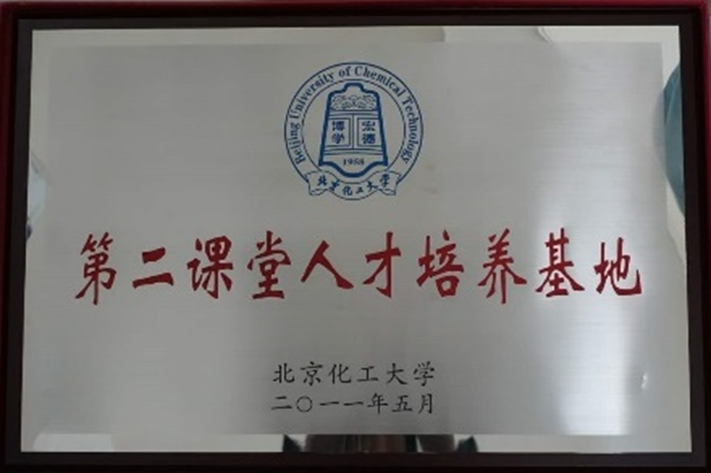 Beijing University of Chemical Technology
博学 宏德
1958
北京化工大学
第二课堂人才培养基地
北京化工大学
二〇一一年五月